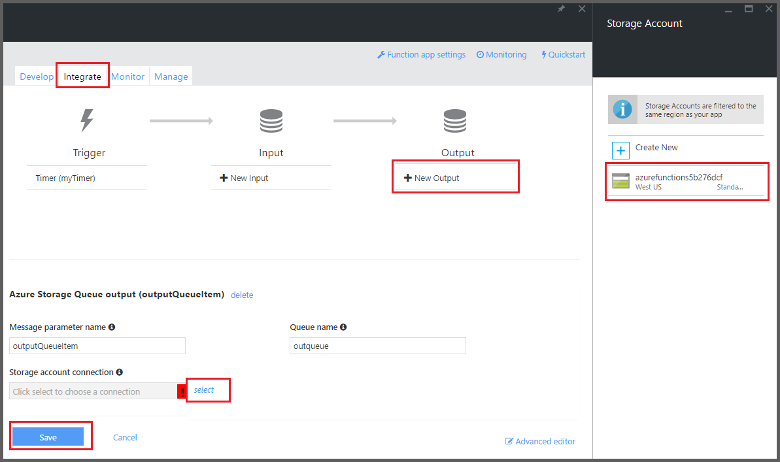 Storage Account
Function app settings
Monitoring
Quickstart
Develop
Integrate
Monitor
Manage
Trigger
Input
Output
Timer (myTimer)
New Input
New Output
Azure Storage Queue output (outputQueueItem) delete
Message parameter name
Queue name
outputQueueItem
outqueue
Storage account connection
Click select to choose a connection
select
Save
Cancel
Advanced editor
Storage Accounts are filtered to the
same region as your app
Create New
azurefunctions5b276dcf
West US
Standa...